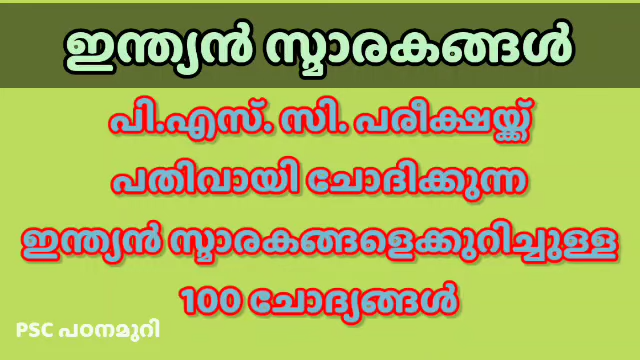 ഇന്ത്യൻ സ്മാരകങ്ങൾ
പി.എസ്. സി. പരീക്ഷയ്ക്ക്
പതിവായി ചോദിക്കുന്ന
ഇന്ത്യൻ സ്മാരകങ്ങളെക്കുറിച്ചുള്ള
100 ചോദ്യങ്ങൾ
PSC പഠനമുറി